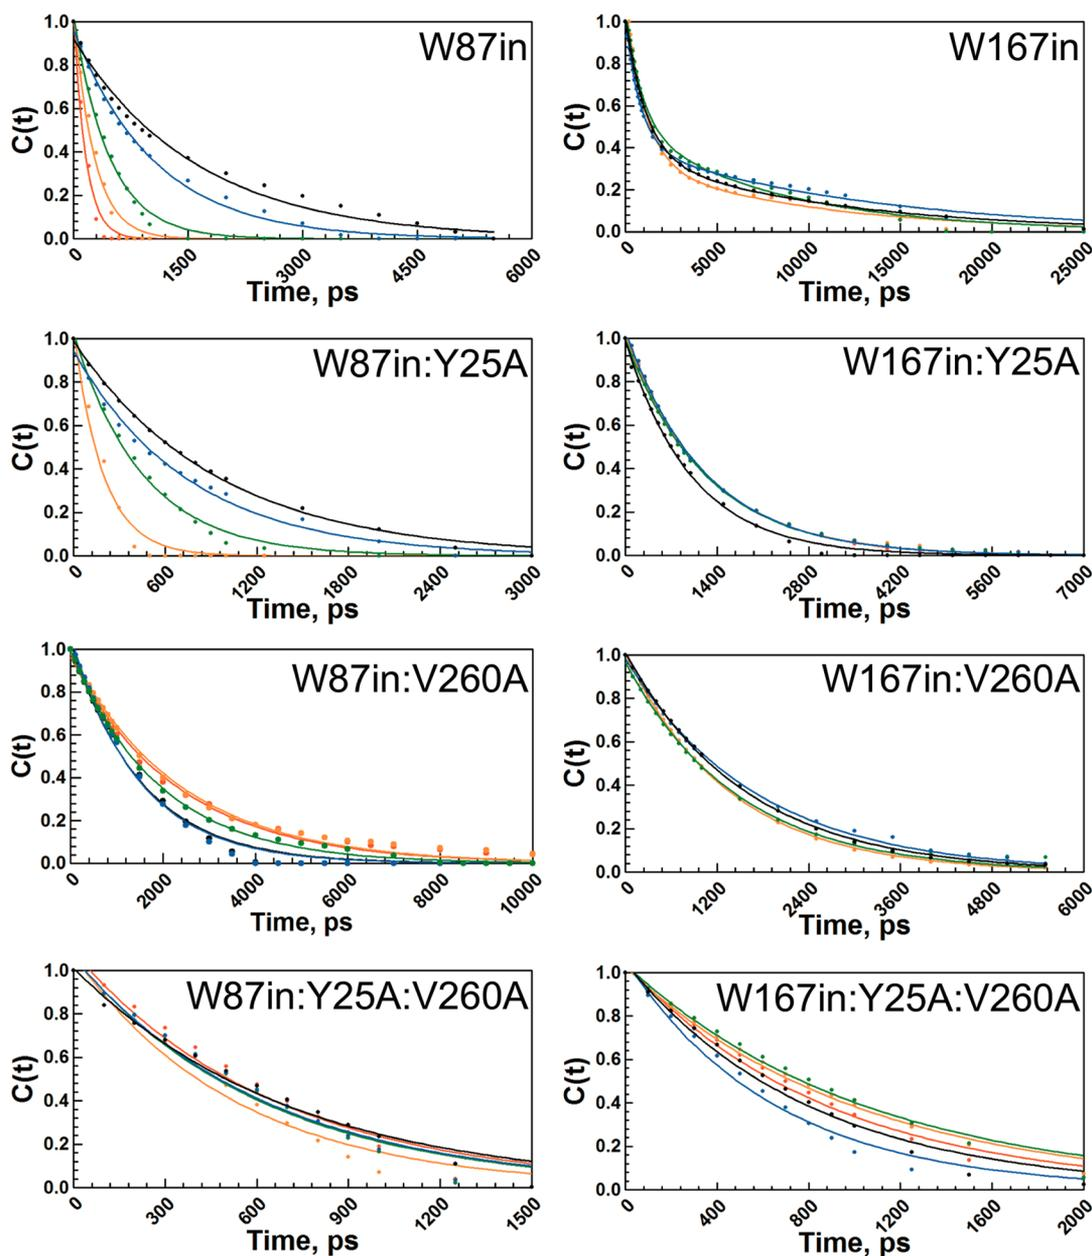 W87in
C(t)
1.0
0.8
0.6
0.4
0.2
0.0
0 1500 3000 4500 6000
Time, ps
W167in
C(t)
1.0
0.8
0.6
0.4
0.2
0.0
0 5000 10000 15000 20000 25000
Time, ps
W87in:Y25A
C(t)
1.0
0.8
0.6
0.4
0.2
0.0
0 600 1200 1800 2400 3000
Time, ps
W167in:Y25A
C(t)
1.0
0.8
0.6
0.4
0.2
0.0
0 1400 2800 4200 5600 7000
Time, ps
W87in:V260A
C(t)
1.0
0.8
0.6
0.4
0.2
0.0
0 2000 4000 6000 8000 10000
Time, ps
W167in:V260A
C(t)
1.0
0.8
0.6
0.4
0.2
0.0
0 1200 2400 3600 4800 6000
Time, ps
W87in:Y25A:V260A
C(t)
1.0
0.8
0.6
0.4
0.2
0.0
0 300 600 900 1200 1500
Time, ps
W167in:Y25A:V260A
C(t)
1.0
0.8
0.6
0.4
0.2
0.0
0 400 800 1200 1600 2000
Time, ps